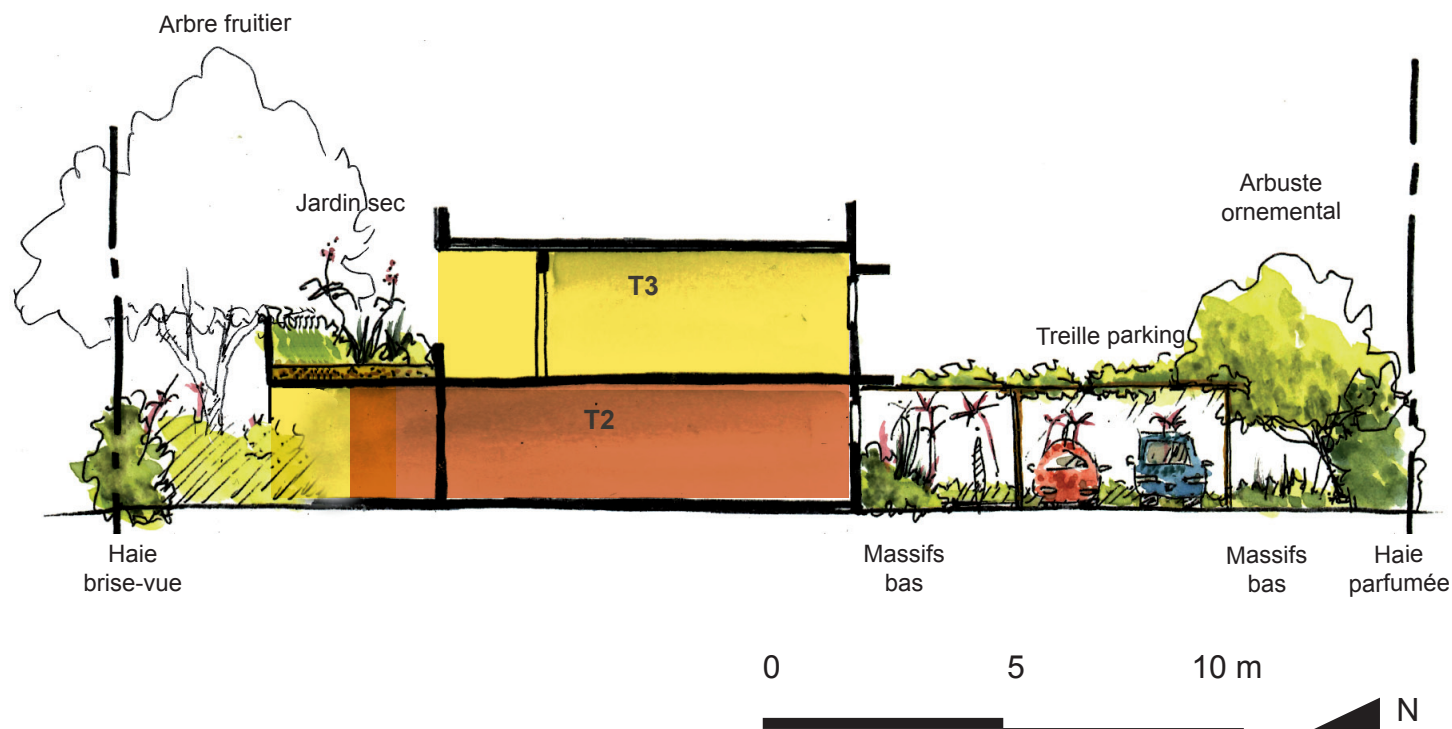 Arbre fruitier
Jardin sec
Arbuste
ornemental
T3
Treille parking
T2
Haie
brise-vue
Massifs
bas
Massifs
bas
Haie
parfumée
0 5 10 m
N